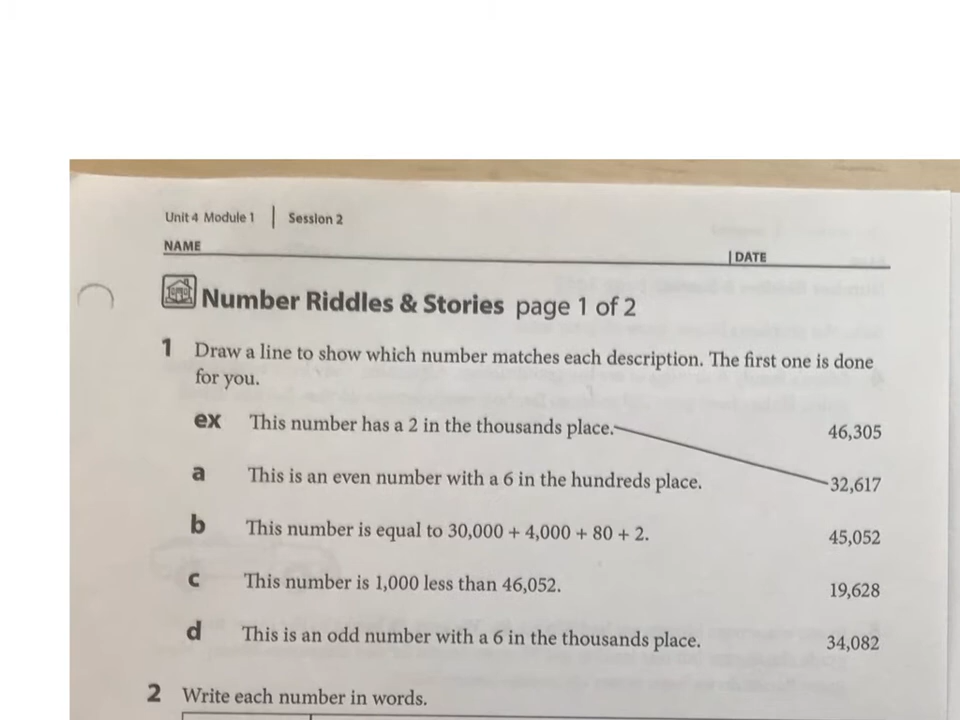 Unit 4 Module 1 | Session 2
NAME | DATE
Number Riddles & Stories page 1 of 2
1 Draw a line to show which number matches each description. The first one is done
for you.
ex This number has a 2 in the thousands place. 46,305
a This is an even number with a 6 in the hundreds place. 32,617
b This number is equal to 30,000 + 4,000 + 80 + 2. 45,052
c This number is 1,000 less than 46,052. 19,628
d This is an odd number with a 6 in the thousands place. 34,082
2 Write each number in words.